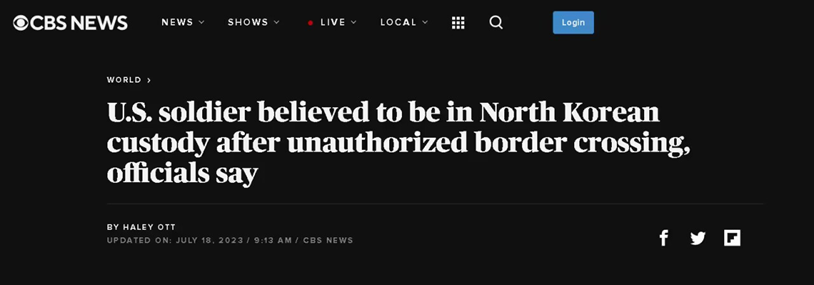 CBS NEWS NEWS SHOWS LIVE LOCAL Login
WORLD
U.S. soldier believed to be in North Korean
custody after unauthorized border crossing,
officials say
BY HALEY OTT
UPDATED ON: JULY 18, 2023 / 9:13 AM / CBS NEWS